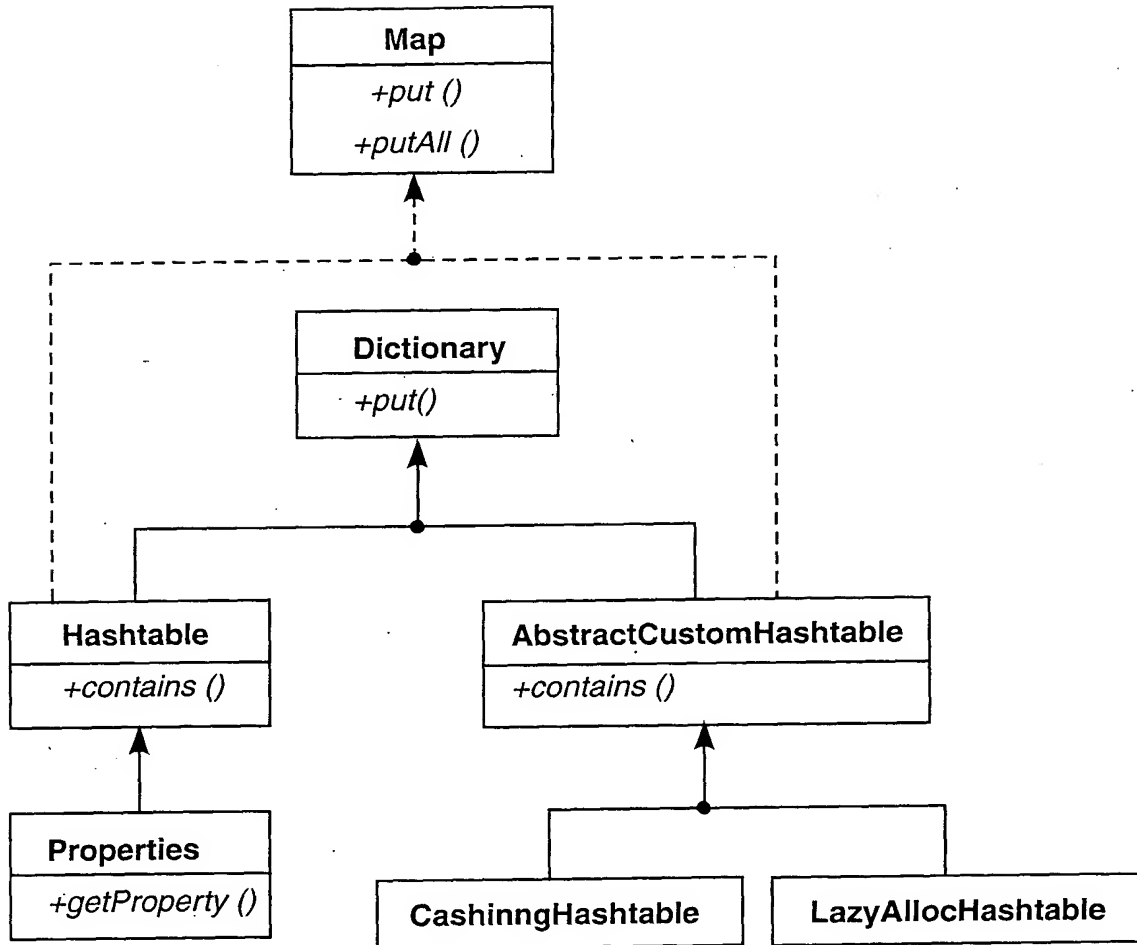 Map
+put ()
+putAll ()
Dictionary
+put()
Hashtable
+contains ()
AbstractCustomHashtable
+contains ()
Properties
+getProperty ()
CashinngHashtable
LazyAllocHashtable